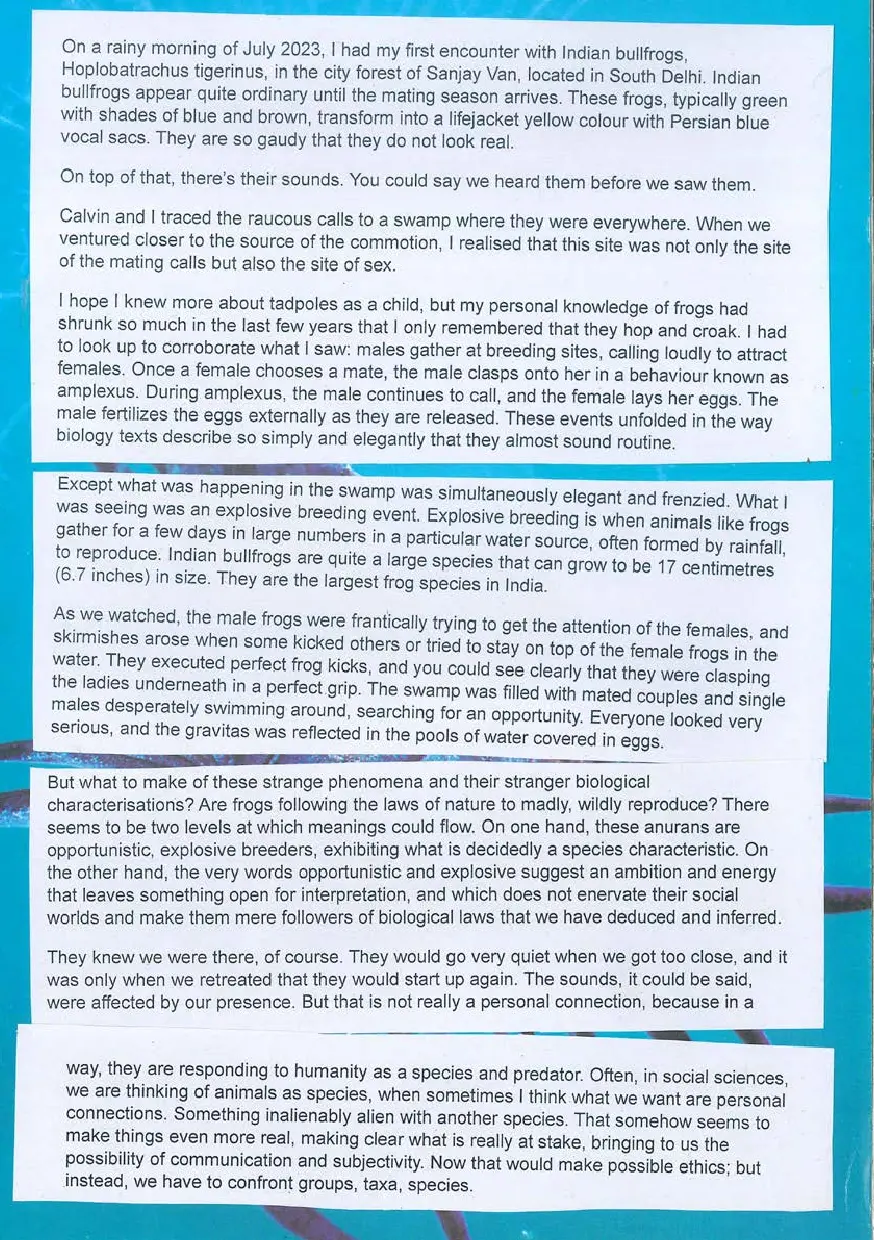 On a rainy morning of July 2023, I had my first encounter with Indian bullfrogs,
Hoplobatrachus tigerinus, in the city forest of Sanjay Van, located in South Delhi. Indian
bullfrogs appear quite ordinary until the mating season arrives. These frogs, typically green
with shades of blue and brown, transform into a lifejacket yellow colour with Persian blue
vocal sacs. They are so gaudy that they do not look real.
On top of that, there's their sounds. You could say we heard them before we saw them.
Calvin and I traced the raucous calls to a swamp where they were everywhere. When we
ventured closer to the source of the commotion, I realised that this site was not only the site
of the mating calls but also the site of sex.
I hope I knew more about tadpoles as a child, but my personal knowledge of frogs had
shrunk so much in the last few years that I only remembered that they hop and croak. I had
to look up to corroborate what I saw: males gather at breeding sites, calling loudly to attract
females. Once a female chooses a mate, the male clasps onto her in a behaviour known as
amplexus. During amplexus, the male continues to call, and the female lays her eggs. The
male fertilizes the eggs externally as they are released. These events unfolded in the way
biology texts describe so simply and elegantly that they almost sound routine.
Except what was happening in the swamp was simultaneously elegant and frenzied. What I
was seeing was an explosive breeding event. Explosive breeding is when animals like frogs
gather for a few days in large numbers in a particular water source, often formed by rainfall,
to reproduce. Indian bullfrogs are quite a large species that can grow to be 17 centimetres
(6.7 inches) in size. They are the largest frog species in India.
As we watched, the male frogs were frantically trying to get the attention of the females, and
skirmishes arose when some kicked others or tried to stay on top of the female frogs in the
water. They executed perfect frog kicks, and you could see clearly that they were clasping
the ladies underneath in a perfect grip. The swamp was filled with mated couples and single
males desperately swimming around, searching for an opportunity. Everyone looked very
serious, and the gravitas was reflected in the pools of water covered in eggs.
But what to make of these strange phenomena and their stranger biological
characterisations? Are frogs following the laws of nature to madly, wildly reproduce? There
seems to be two levels at which meanings could flow. On one hand, these anurans are
opportunistic, explosive breeders, exhibiting what is decidedly a species characteristic. On
the other hand, the very words opportunistic and explosive suggest an ambition and energy
that leaves something open for interpretation, and which does not enervate their social
worlds and make them mere followers of biological laws that we have deduced and inferred.
They knew we were there, of course. They would go very quiet when we got too close, and it
was only when we retreated that they would start up again. The sounds, it could be said,
were affected by our presence. But that is not really a personal connection, because in a
way, they are responding to humanity as a species and predator. Often, in social sciences,
we are thinking of animals as species, when sometimes I think what we want are personal
connections. Something inalienably alien with another species. That somehow seems to
make things even more real, making clear what is really at stake, bringing to us the
possibility of communication and subjectivity. Now that would make possible ethics; but
instead, we have to confront groups, taxa, species.